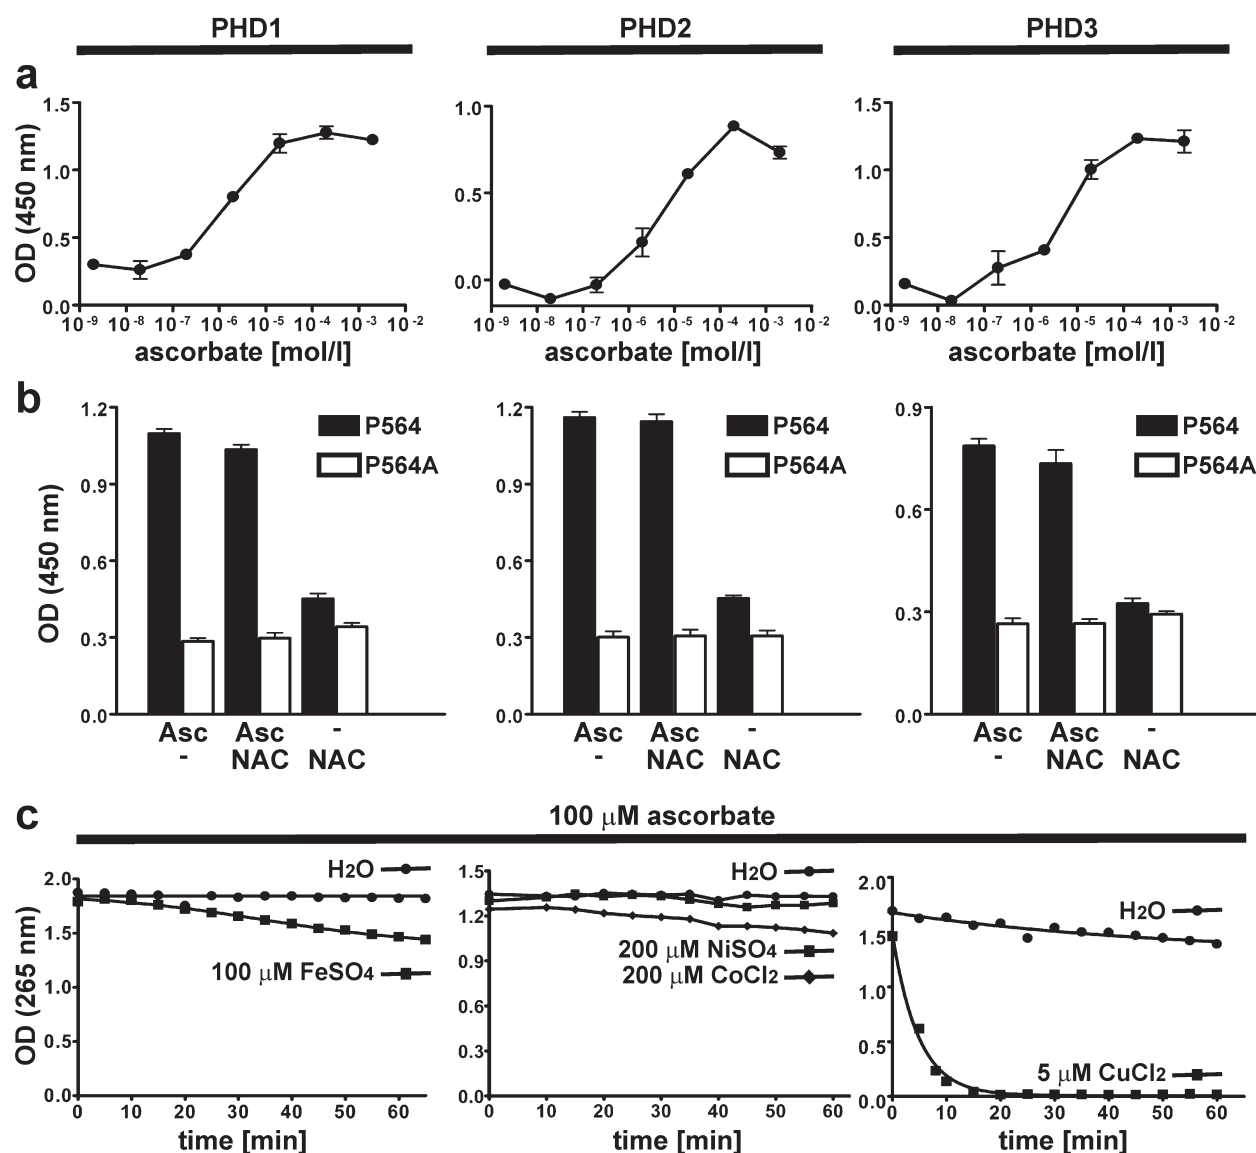 PHD1 PHD2 PHD3
a
OD (450 nm)
1.5
1.0
0.5
0.0
10⁻⁹ 10⁻⁸ 10⁻⁷ 10⁻⁶ 10⁻⁵ 10⁻⁴ 10⁻³ 10⁻²
ascorbate [mol/l]
1.0
0.5
0.0
10⁻⁹ 10⁻⁸ 10⁻⁷ 10⁻⁶ 10⁻⁵ 10⁻⁴ 10⁻³ 10⁻²
ascorbate [mol/l]
1.5
1.0
0.5
0.0
10⁻⁹ 10⁻⁸ 10⁻⁷ 10⁻⁶ 10⁻⁵ 10⁻⁴ 10⁻³ 10⁻²
ascorbate [mol/l]
b
OD (450 nm)
1.2
0.9
0.6
0.3
0.0
P564
P564A
Asc Asc -
- NAC NAC
1.2
0.9
0.6
0.3
0.0
P564
P564A
Asc Asc -
- NAC NAC
0.9
0.6
0.3
0.0
P564
P564A
Asc Asc -
- NAC NAC
c
100 µM ascorbate
OD (265 nm)
2.0
1.5
1.0
0.5
0.0
H₂O
100 µM FeSO₄
0 10 20 30 40 50 60
time [min]
1.5
1.2
0.9
0.6
0.3
H₂O
200 µM NiSO₄
200 µM CoCl₂
0 10 20 30 40 50 60
time [min]
2.0
1.5
1.0
0.5
0.0
H₂O
5 µM CuCl₂
0 10 20 30 40 50 60
time [min]